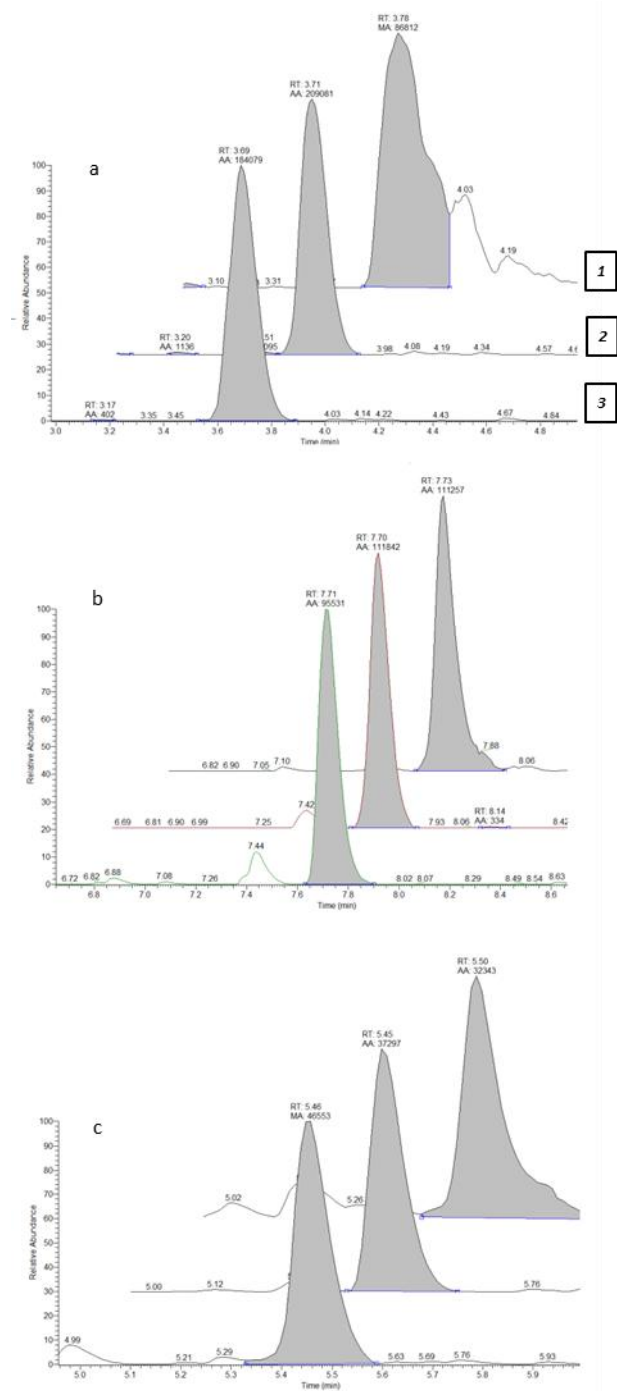 RT: 3.78
MA: 86812
RT: 3.71
AA: 209081
RT: 3.69
AA: 184079
a
100
90
80
70
60
50
40
30
20
10
0
Relative Abundance
4.03
4.19
3.10
3.31
1
RT: 3.20
AA: 1136
3.98
4.08
4.19
4.34
4.57
2
RT: 3.17
AA: 402
3.35
3.45
4.03
4.14
4.22
4.43
4.67
4.84
3
3.0 3.2 3.4 3.6 3.8 4.0 4.2 4.4 4.6 4.8
Time (min)
RT: 7.73
AA: 111257
RT: 7.70
AA: 111842
RT: 7.71
AA: 95531
b
100
90
80
70
60
50
40
30
20
10
0
Relative Abundance
6.82 6.90 7.05 7.10 7.88 8.06
6.69 6.81 6.90 6.99 7.25 7.42 7.93 8.06
RT: 8.14
AA: 334
8.42
6.72 6.82 6.88 7.08 7.26 7.44 8.02 8.07 8.29 8.49 8.54 8.63
6.8 7.0 7.2 7.4 7.6 7.8 8.0 8.2 8.4 8.6
Time (min)
RT: 5.50
AA: 32343
RT: 5.45
AA: 37297
RT: 5.46
MA: 46553
c
100
90
80
70
60
50
40
30
20
10
0
Relative Abundance
5.02
5.26
5.00 5.12 5.76
4.99 5.21 5.29 5.63 5.69 5.76 5.93
5.0 5.1 5.2 5.3 5.4 5.5 5.6 5.7 5.8 5.9
Time (min)